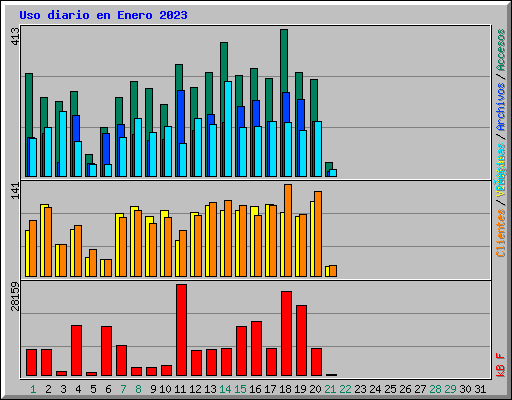 Uso diario en Enero 2023
413
141
28159
Accesos
/
Archivos
/
/
Clientes
kB F
1 2 3 4 5 6 7 8 9 10 11 12 13 14 15 16 17 18 19 20 21 22 23 24 25 26 27 28 29 30 31